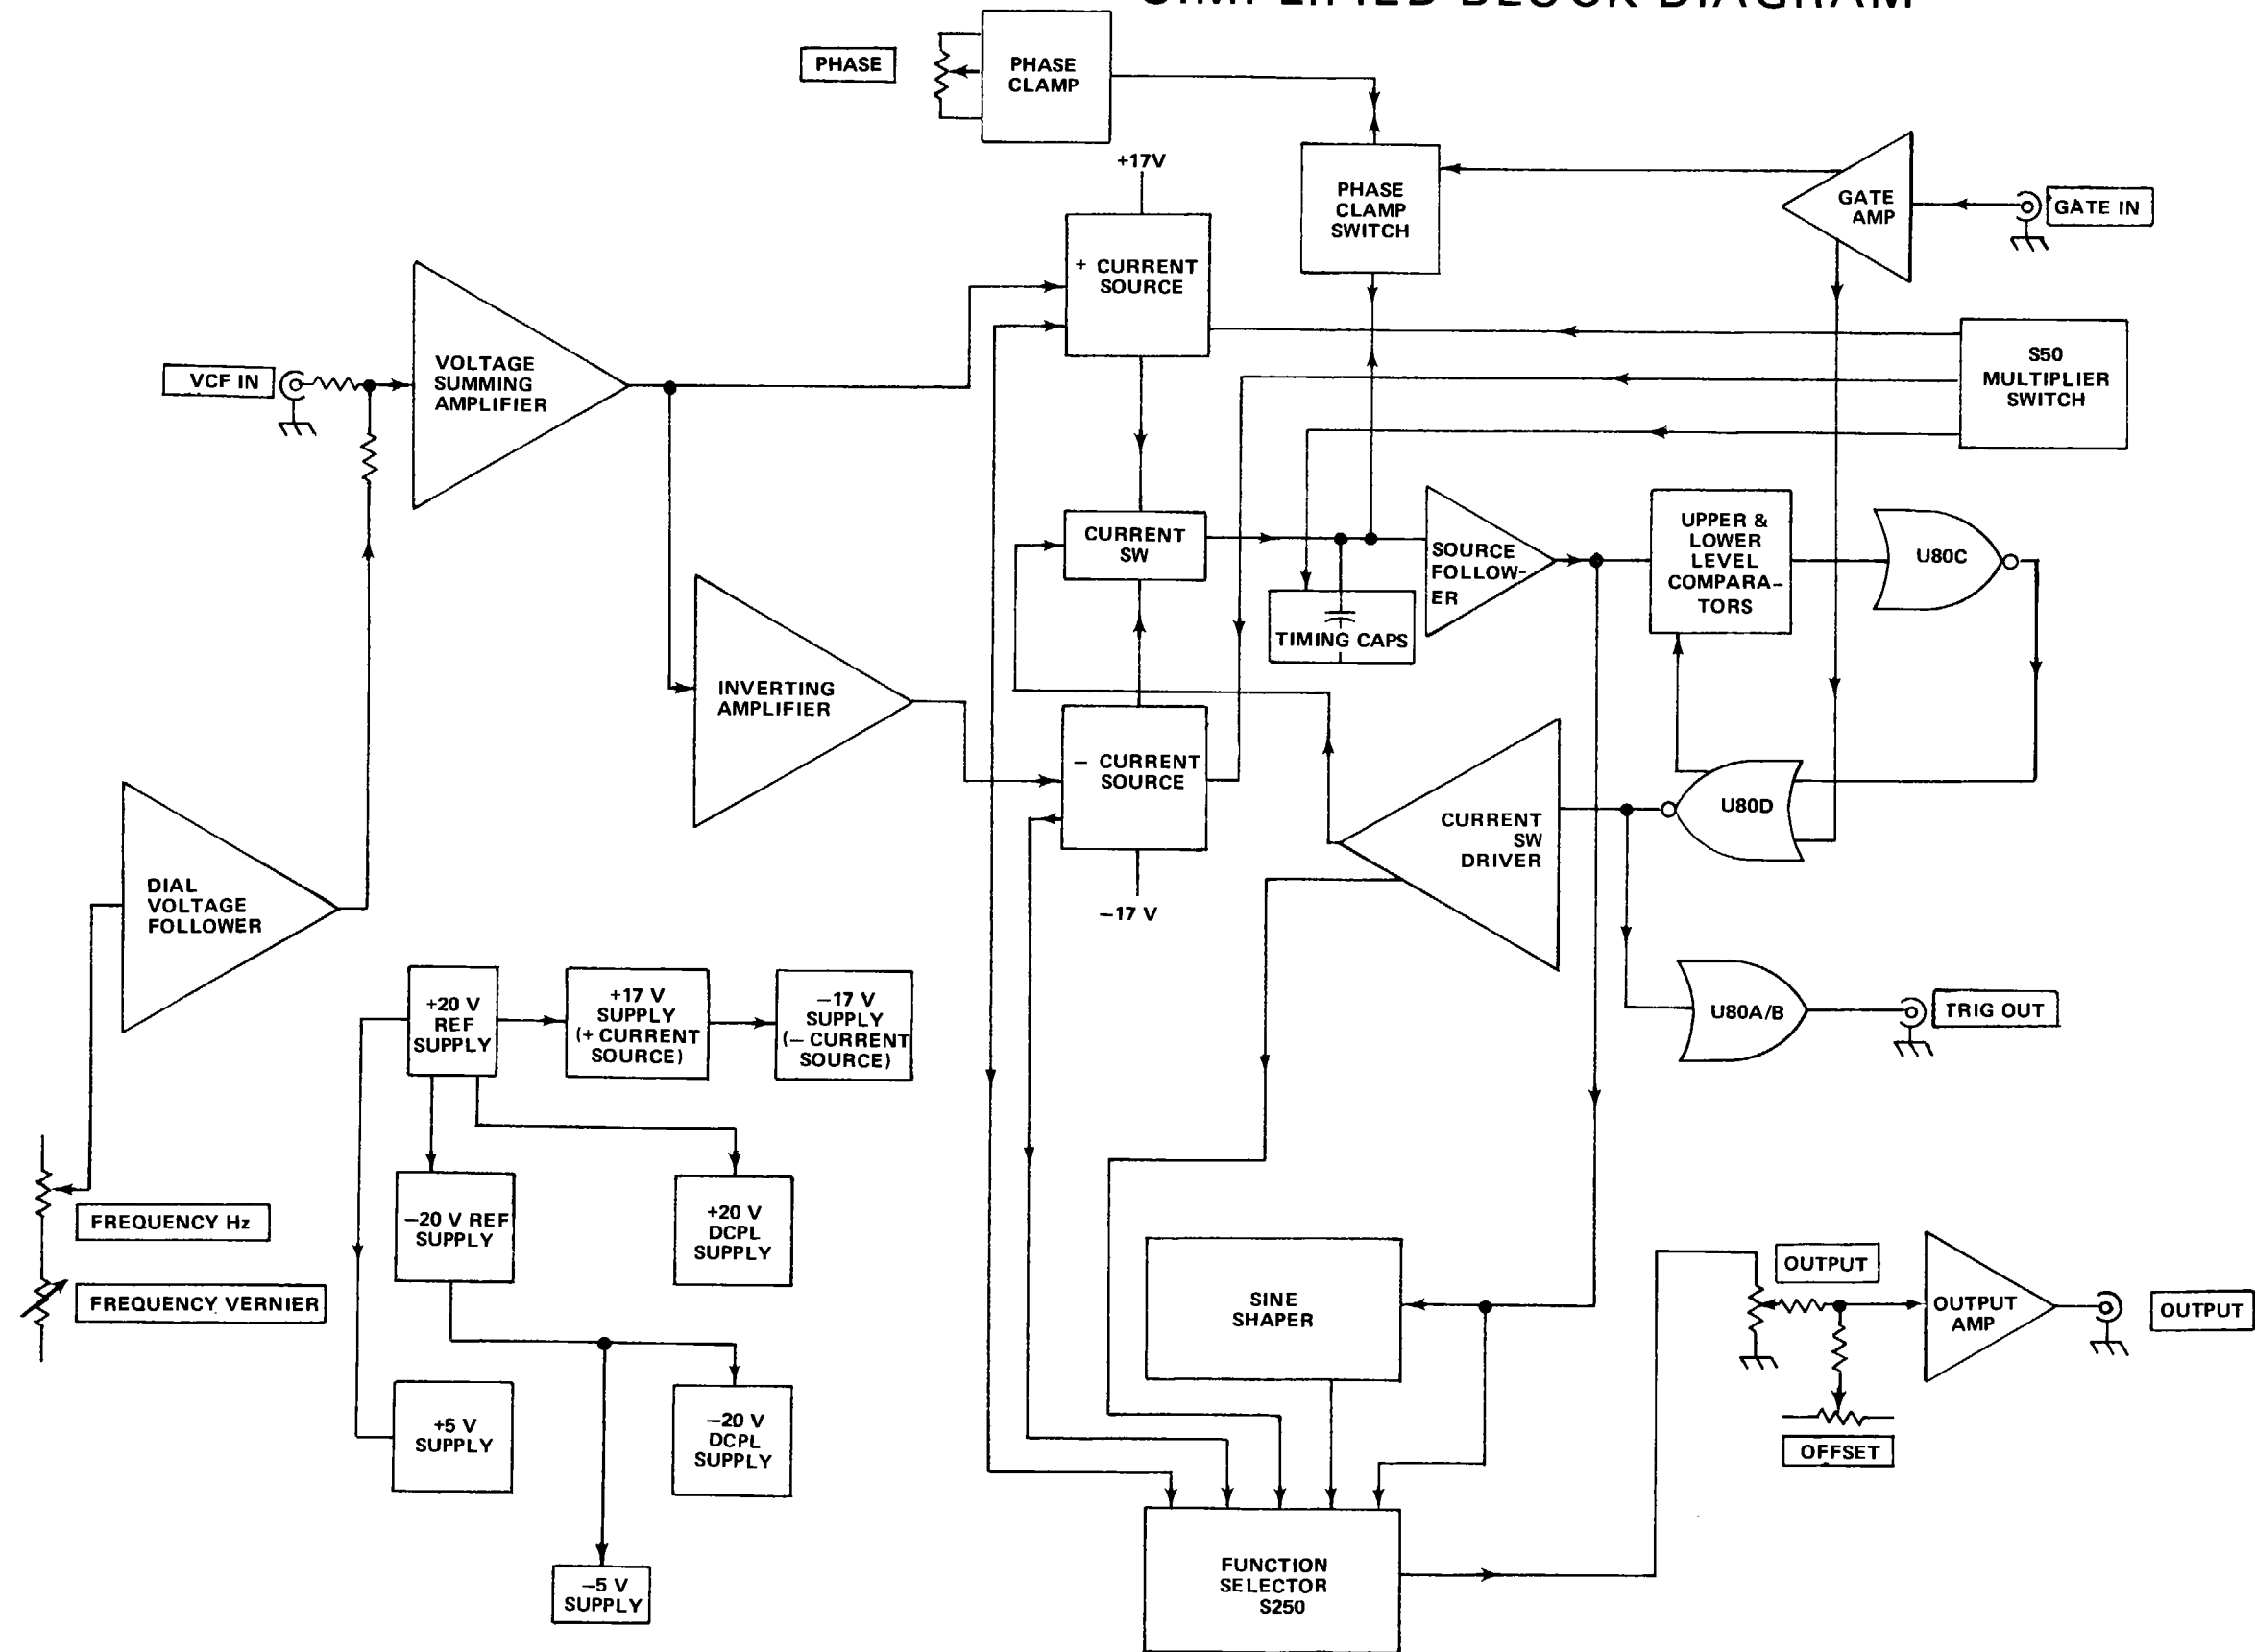 SIMPLIFIED BLOCK DIAGRAM
PHASE
PHASE
CLAMP
+17V
PHASE
CLAMP
SWITCH
GATE
AMP
GATE IN
+ CURRENT
SOURCE
VOLTAGE
SUMMING
AMPLIFIER
VCF IN
S50
MULTIPLIER
SWITCH
CURRENT
SW
SOURCE
FOLLOW-
ER
UPPER &
LOWER
LEVEL
COMPARA-
TORS
U80C
TIMING CAPS
INVERTING
AMPLIFIER
− CURRENT
SOURCE
−17 V
CURRENT
SW
DRIVER
U80D
DIAL
VOLTAGE
FOLLOWER
+20 V
REF
SUPPLY
+17 V
SUPPLY
(+ CURRENT
SOURCE)
−17 V
SUPPLY
(− CURRENT
SOURCE)
U80A/B
TRIG OUT
FREQUENCY Hz
FREQUENCY VERNIER
−20 V REF
SUPPLY
+20 V
DCPL
SUPPLY
SINE
SHAPER
OUTPUT
OUTPUT
AMP
OUTPUT
OFFSET
+5 V
SUPPLY
−20 V
DCPL
SUPPLY
−5 V
SUPPLY
FUNCTION
SELECTOR
S250